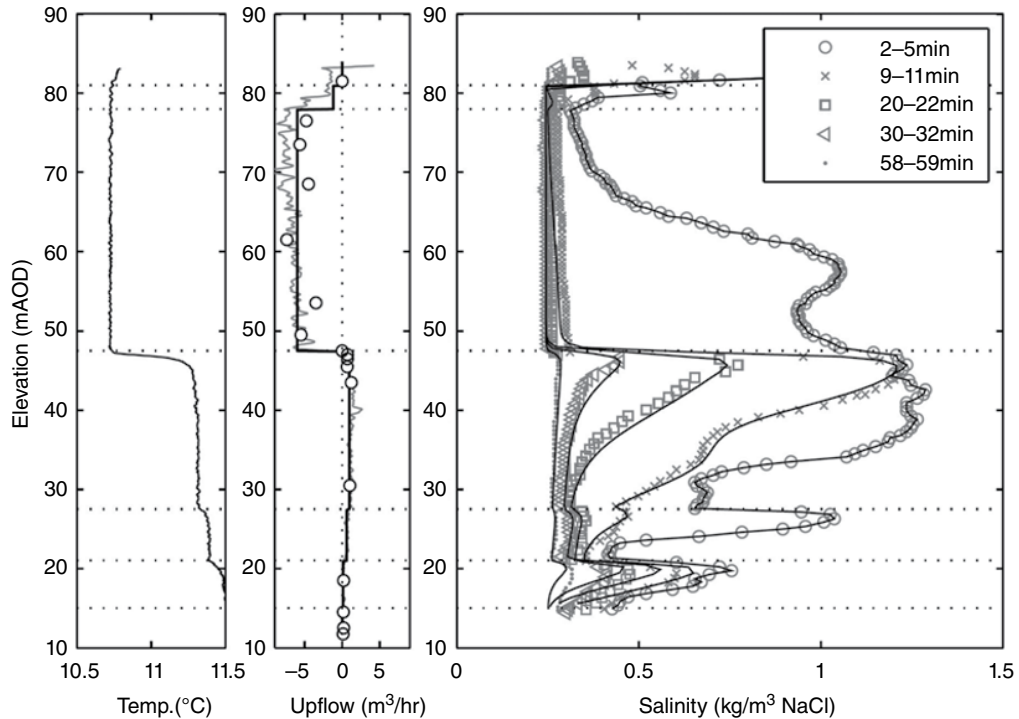 90
80
70
60
50
40
30
20
10
Elevation (mAOD)
10.5 11 11.5
Temp.(°C)
90
80
90
60
50
40
30
20
10
−5 0 5
Upflow (m³/hr)
90
80
70
60
50
40
30
20
10
0 0.5 1 1.5
Salinity (kg/m³ NaCl)
2–5min
9–11min
20–22min
30–32min
58–59min